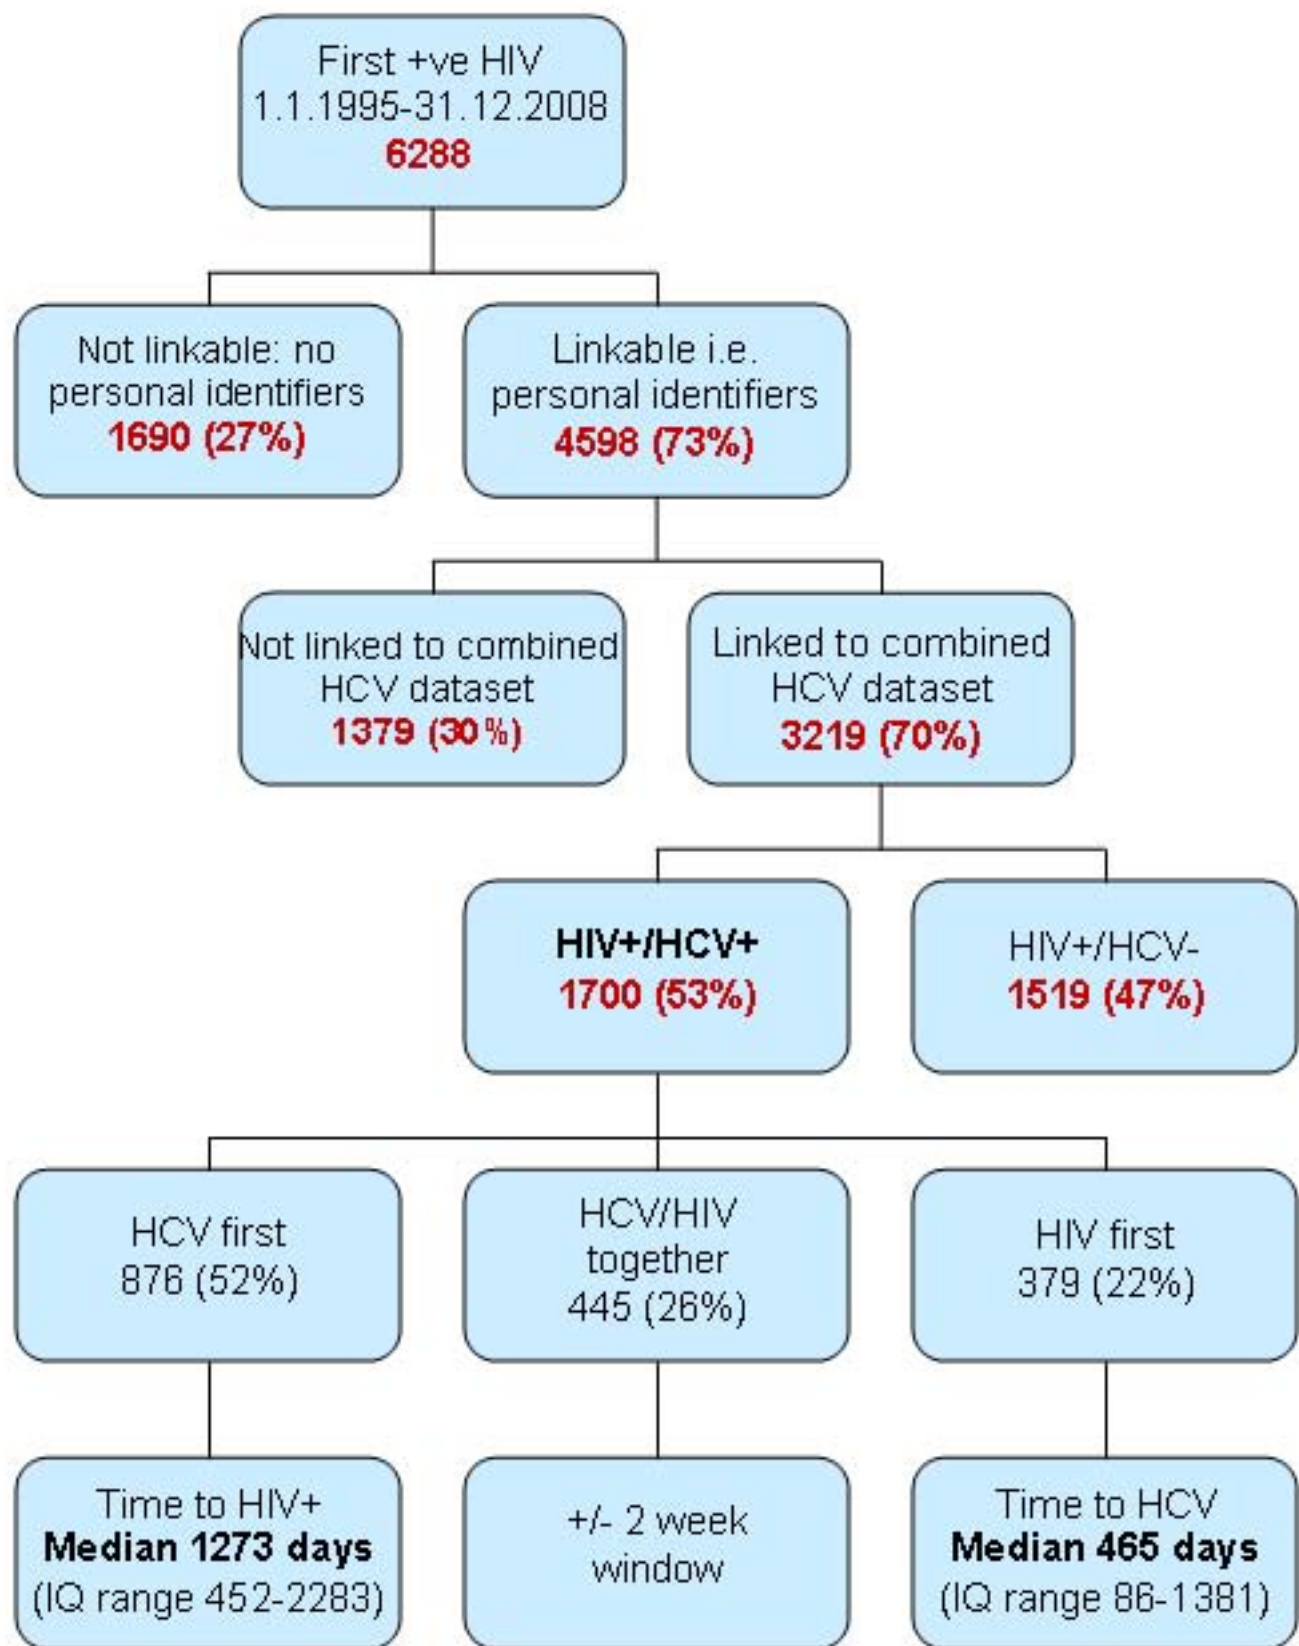 First +ve HIV
1.1.1995-31.12.2008
6288
Not linkable: no
personal identifiers
1690 (27%)
Linkable i.e.
personal identifiers
4598 (73%)
Not linked to combined
HCV dataset
1379 (30%)
Linked to combined
HCV dataset
3219 (70%)
HIV+/HCV+
1700 (53%)
HIV+/HCV-
1519 (47%)
HCV first
876 (52%)
HCV/HIV
together
445 (26%)
HIV first
379 (22%)
Time to HIV+
Median 1273 days
(IQ range 452-2283)
+/- 2 week
window
Time to HCV
Median 465 days
(IQ range 86-1381)